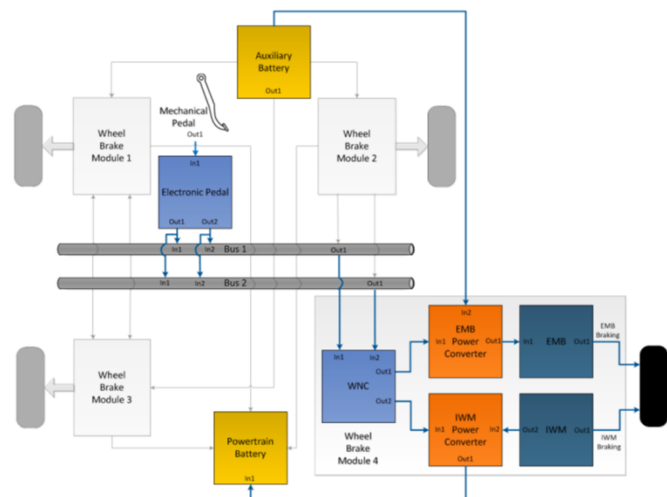 Auxiliary
Battery
Out1
Mechanical
Pedal
Out1
Wheel
Brake
Module 1
Wheel
Brake
Module 2
In1
Electronic Pedal
Out1
Out2
In1
In2
Bus 1
Out1
In1
In2
Bus 2
Out1
In2
EMB
Power
Converter
In1
Out1
In1
EMB
Out1
EMB
Braking
In1
In2
WNC
Out1
Out2
Wheel
Brake
Module 3
Wheel
Brake
Module 4
IWM
Power
Converter
In1
In2
Out1
Out2
IWM
Out1
IWM
Braking
Powertrain
Battery
In1